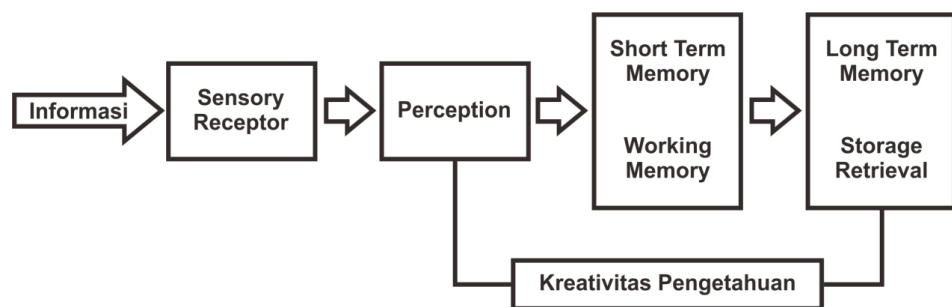 Informasi
Sensory
Receptor
Perception
Short Term
Memory
Working
Memory
Long Term
Memory
Storage
Retrieval
Kreativitas Pengetahuan